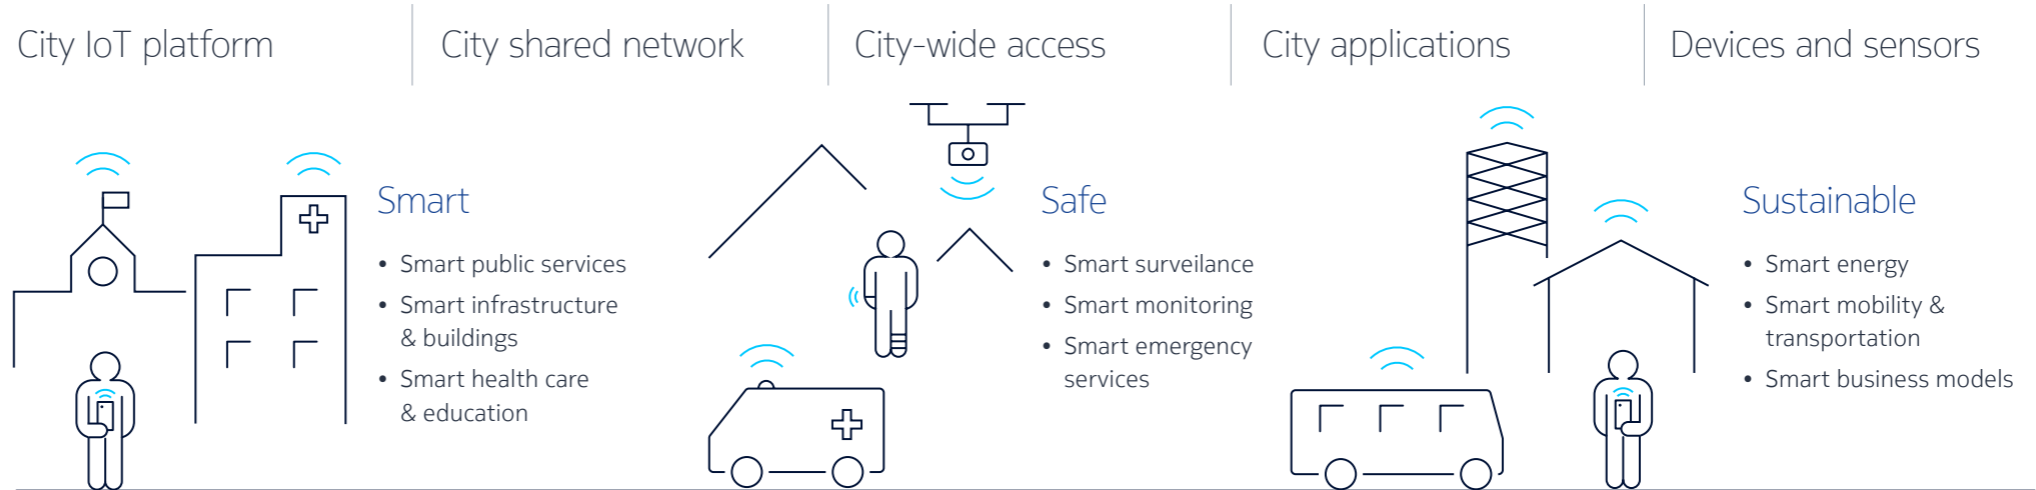 City IoT platform
City shared network
City-wide access
City applications
Devices and sensors
Smart
• Smart public services
• Smart infrastructure
& buildings
• Smart health care
& education
Safe
• Smart surveilance
• Smart monitoring
• Smart emergency
services
Sustainable
• Smart energy
• Smart mobility &
transportation
• Smart business models